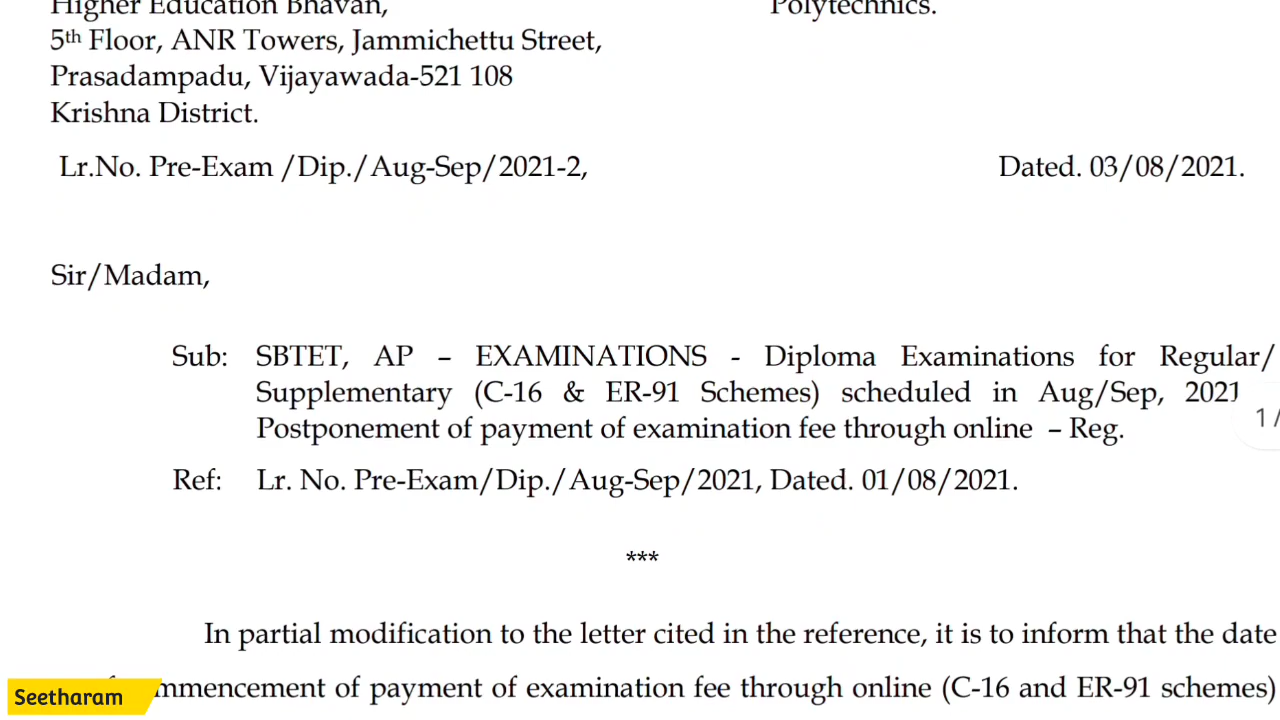 Higher Education Bhavan,
Polytechnics.
5th Floor, ANR Towers, Jammichettu Street,
Prasadampadu, Vijayawada-521 108
Krishna District.
Lr.No. Pre-Exam /Dip./Aug-Sep/2021-2,
Dated. 03/08/2021.
Sir/Madam,
Sub: SBTET, AP – EXAMINATIONS - Diploma Examinations for Regular/
Supplementary (C-16 & ER-91 Schemes) scheduled in Aug/Sep, 2021
Postponement of payment of examination fee through online – Reg.
1/
Ref: Lr. No. Pre-Exam/Dip./Aug-Sep/2021, Dated. 01/08/2021.
***
In partial modification to the letter cited in the reference, it is to inform that the date
mmencement of payment of examination fee through online (C-16 and ER-91 schemes)
Seetharam